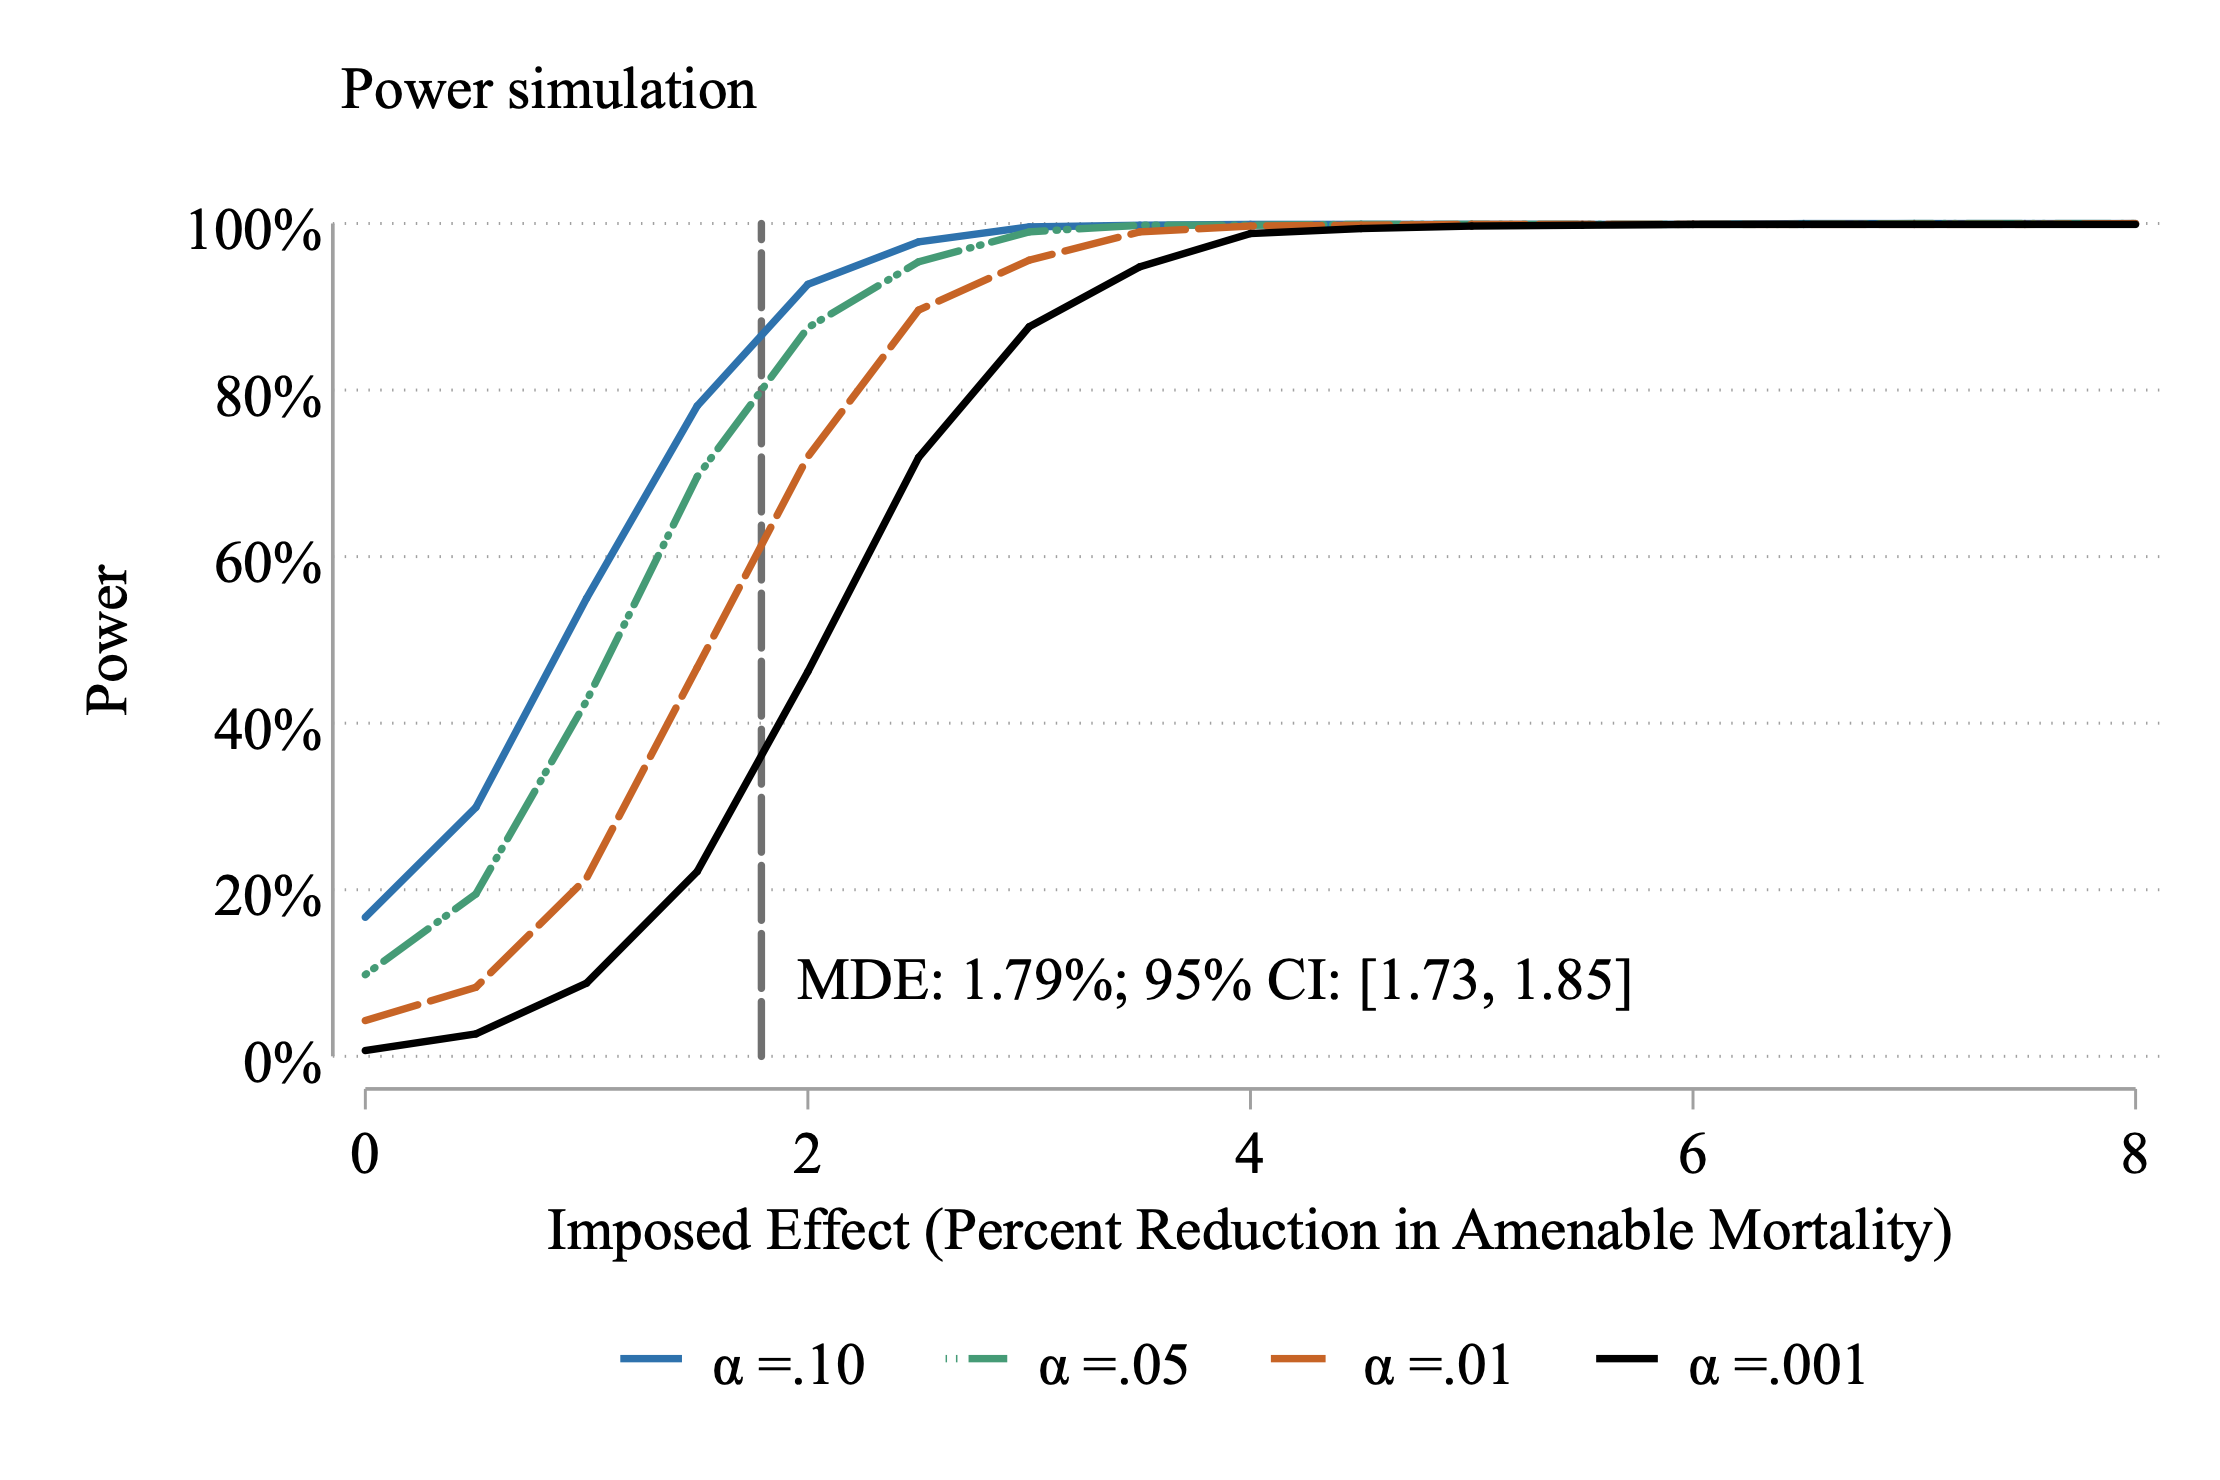 Power simulation
100%
80%
60%
40%
20%
0%
Power
MDE: 1.79%; 95% CI: [1.73, 1.85]
0 2 4 6 8
Imposed Effect (Percent Reduction in Amenable Mortality)
α =.10 α =.05 α =.01 α =.001